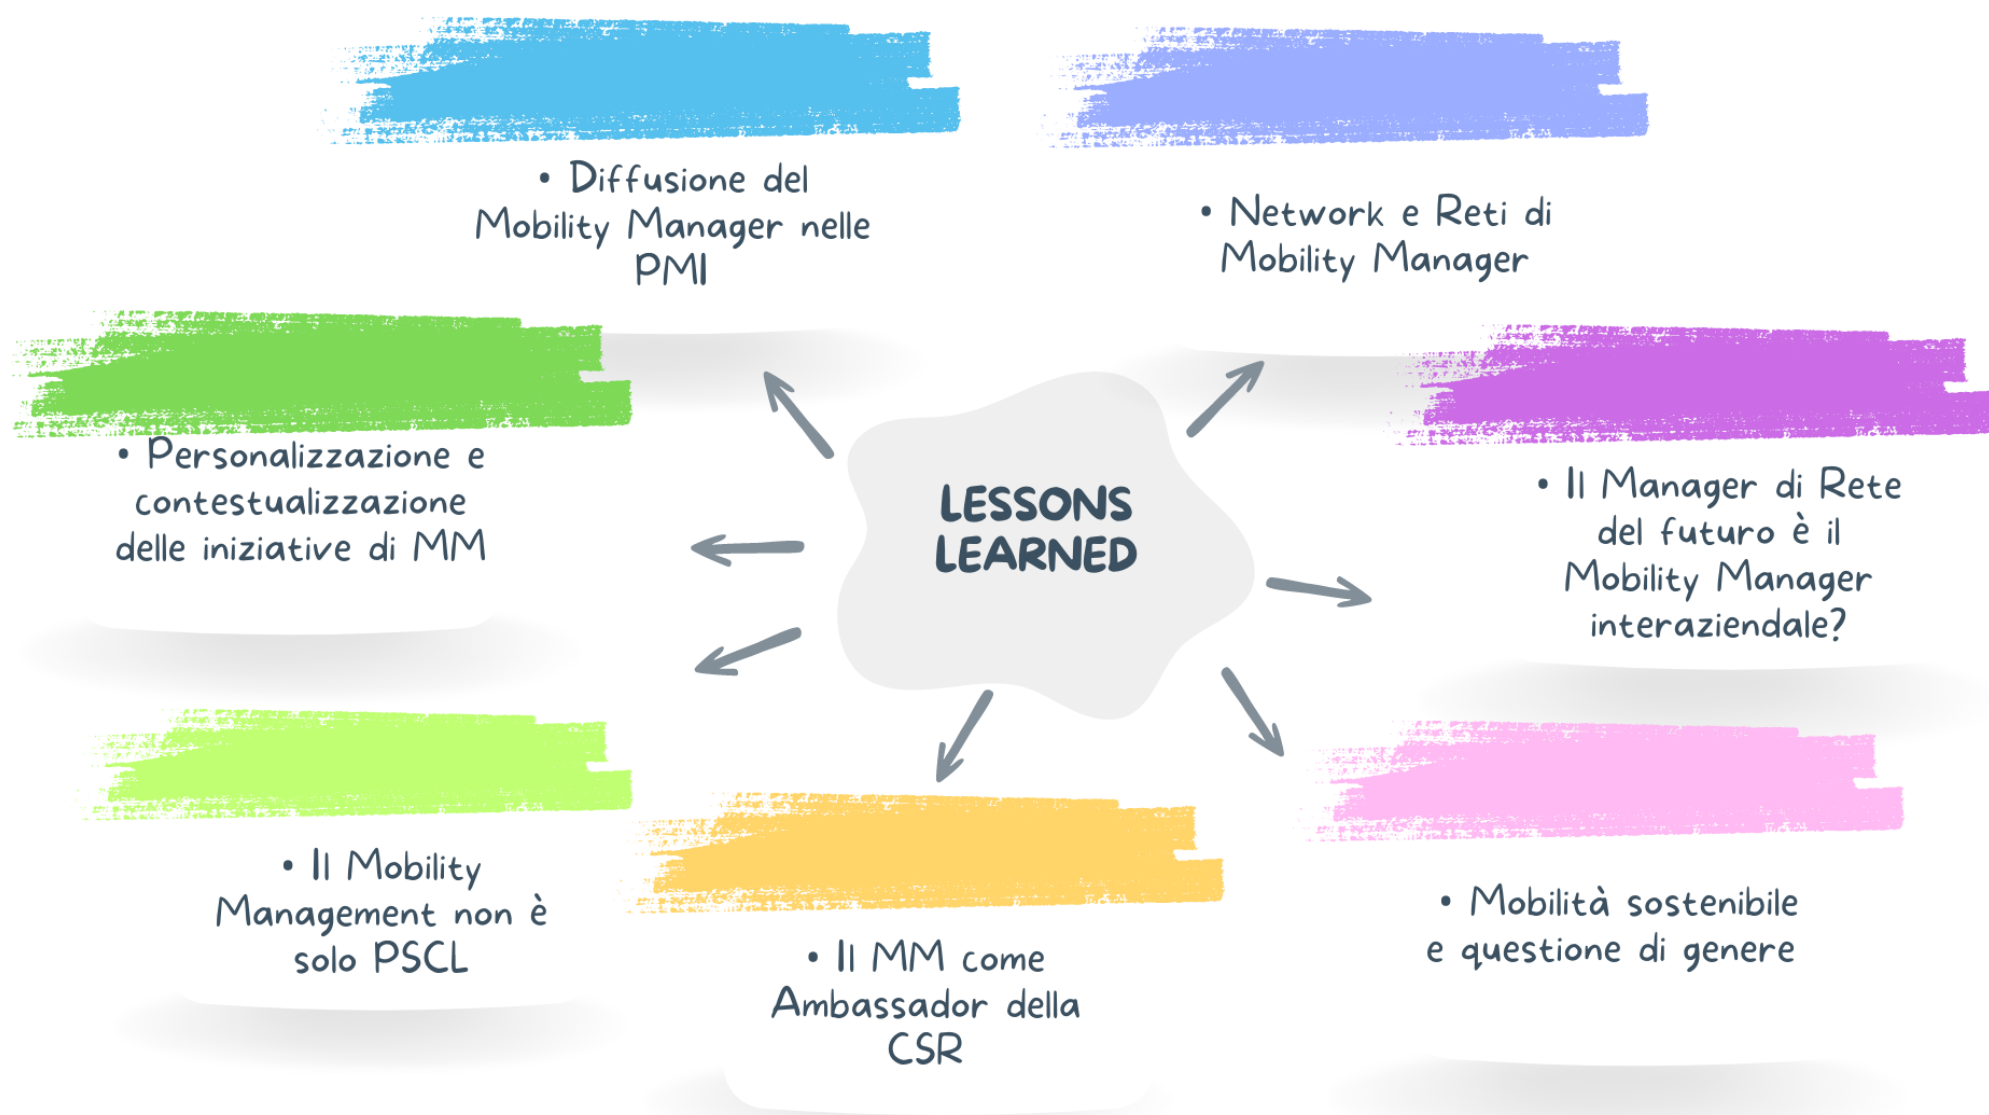 • Diffusione del
Mobility Manager nelle
PMI
• Network e Reti di
Mobility Manager
• Personalizzazione e
contestualizzazione
delle iniziative di MM
LESSONS
LEARNED
• Il Manager di Rete
del futuro è il
Mobility Manager
interaziendale?
• Il Mobility
Management non è
solo PSCL
• Il MM come
Ambassador della
CSR
• Mobilità sostenibile
e questione di genere